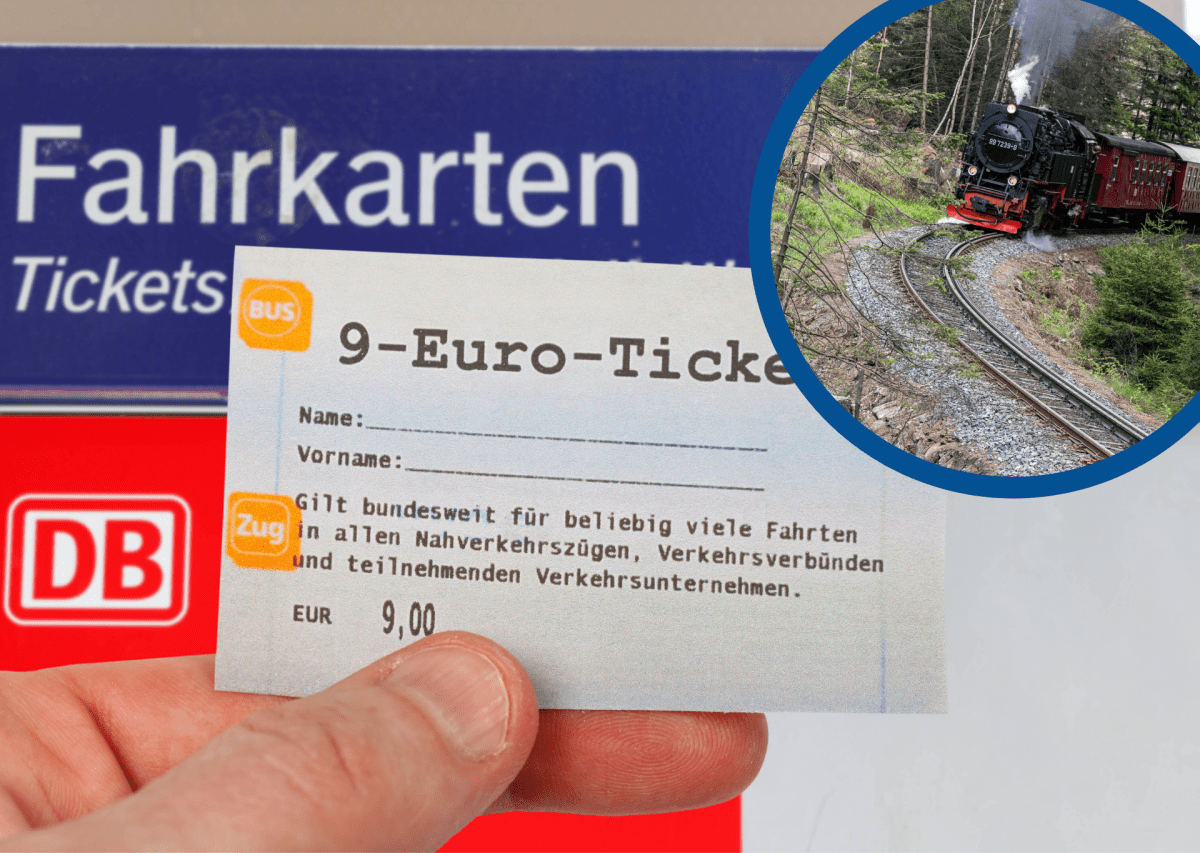 Fahrkarten
Tickets
BUS
9-Euro-Ticke
Name:
Vorname:
Zug
Gilt bundesweit für beliebig viele Fahrten
in allen Nahverkehrszügen, Verkehrsverbünden
und teilnehmenden Verkehrsunternehmen.
EUR 9,00
DB